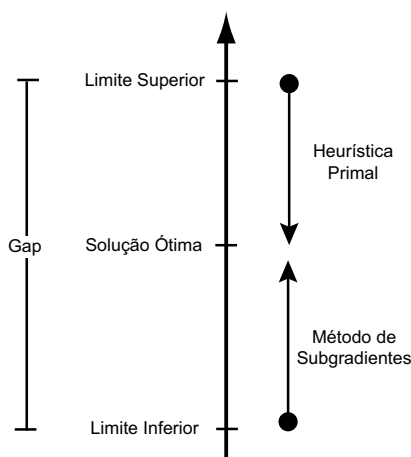 Limite Superior
Heurística
Primal
Gap
Solução Ótima
Método de
Subgradientes
Limite Inferior